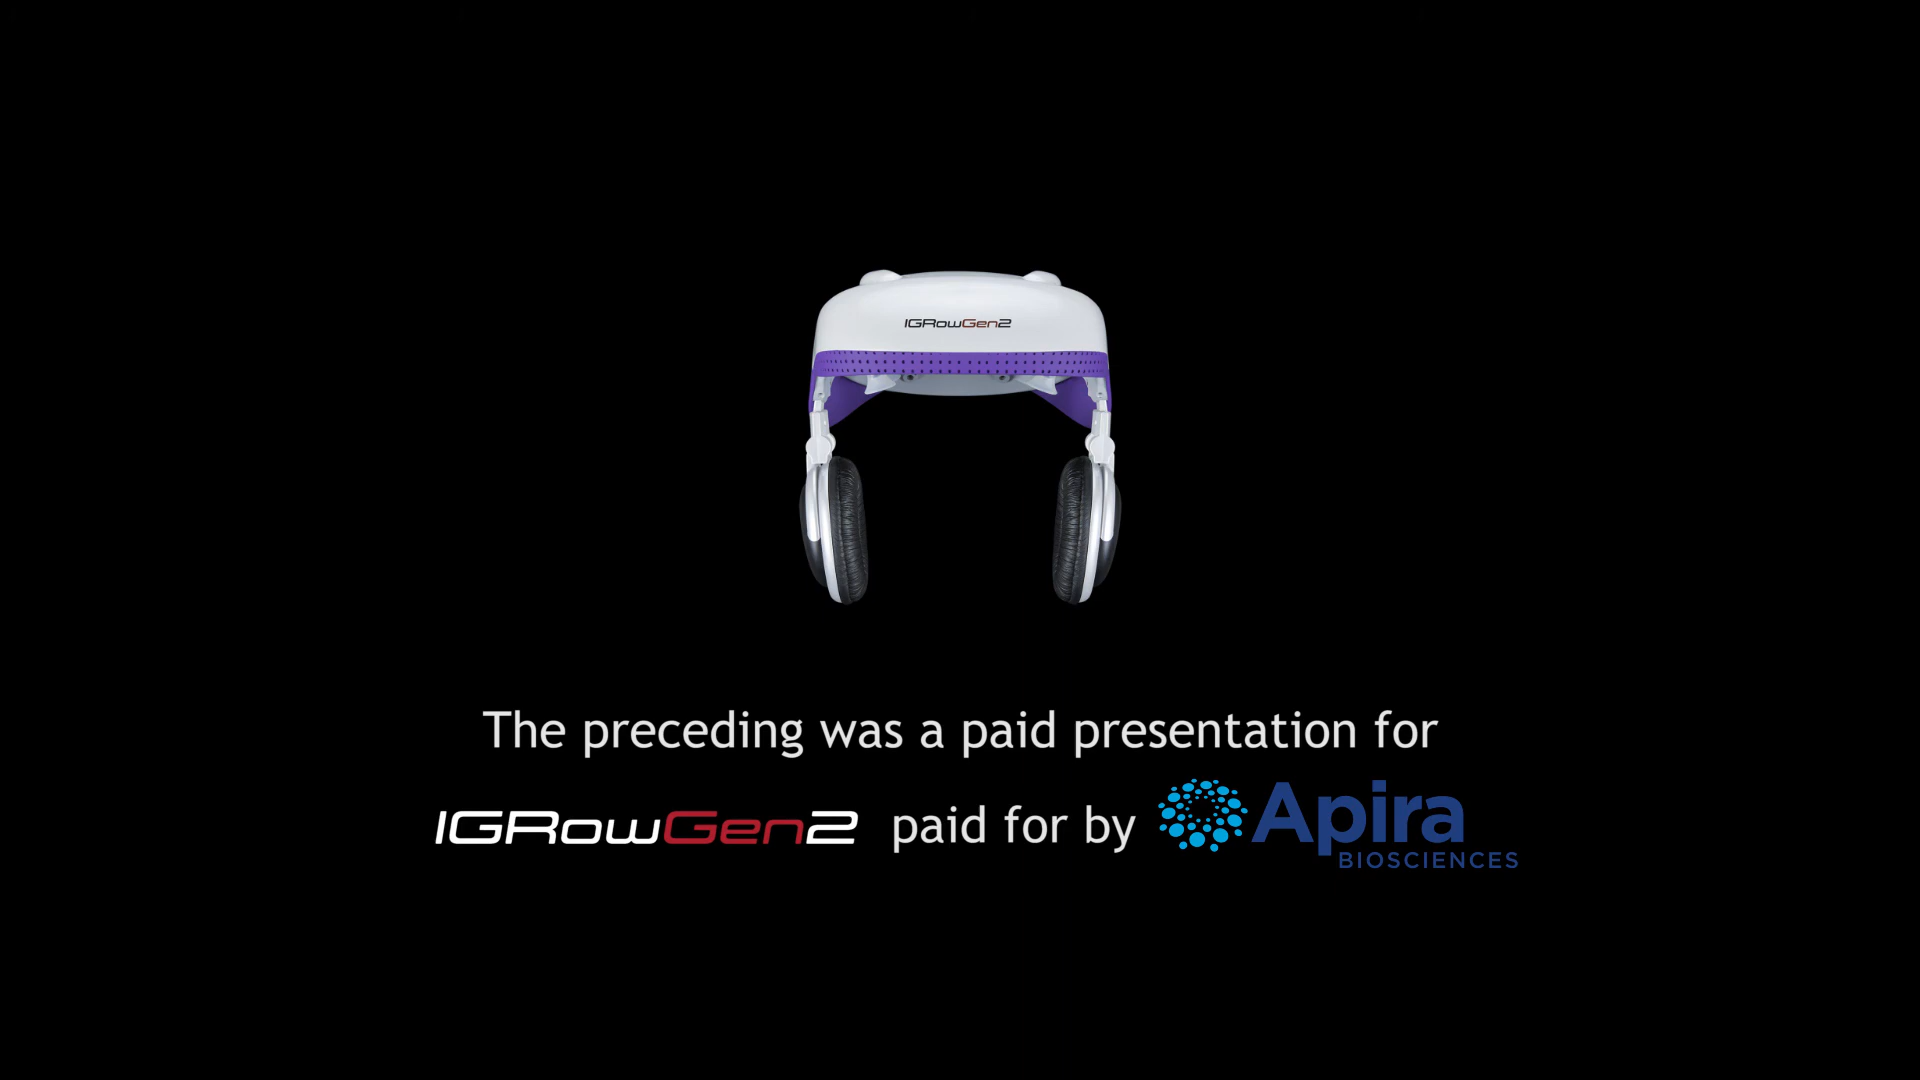 IGRowGen2
The preceding was a paid presentation for
IGRowGen2 paid for by Apira
BIOSCIENCES